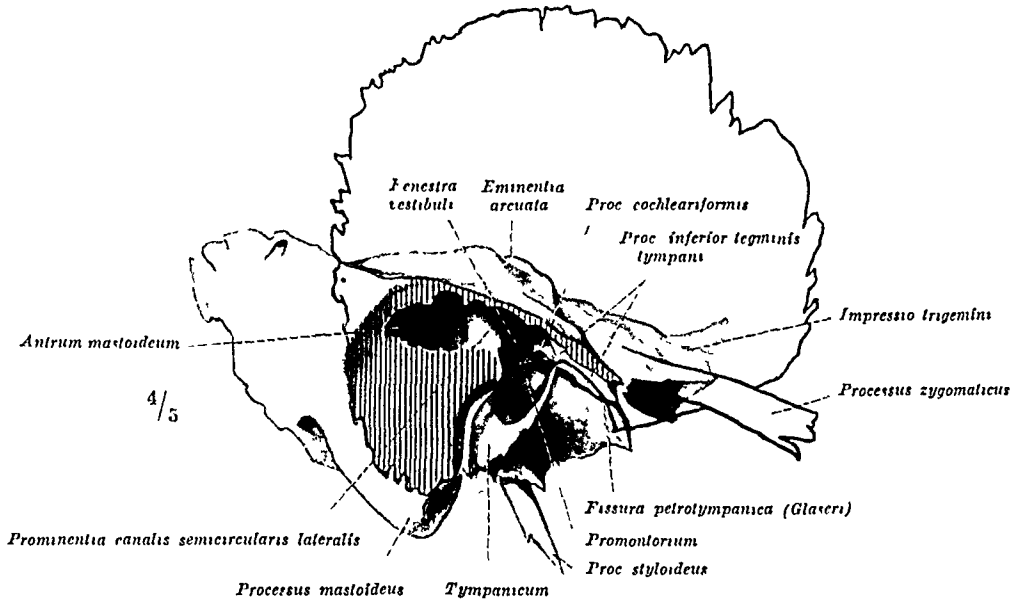 Fenestra
vestibuli
Eminentia
arcuata
Proc cochleariformis
Proc inferior tegminis
tympani
Impressio trigemini
Antrum mastoideum
Processus zygomaticus
4/5
Fissura petrotympanica (Glaseri)
Prominentia canalis semicircularis lateralis
Promontorium
Proc styloideus
Processus mastoideus
Tympanicum